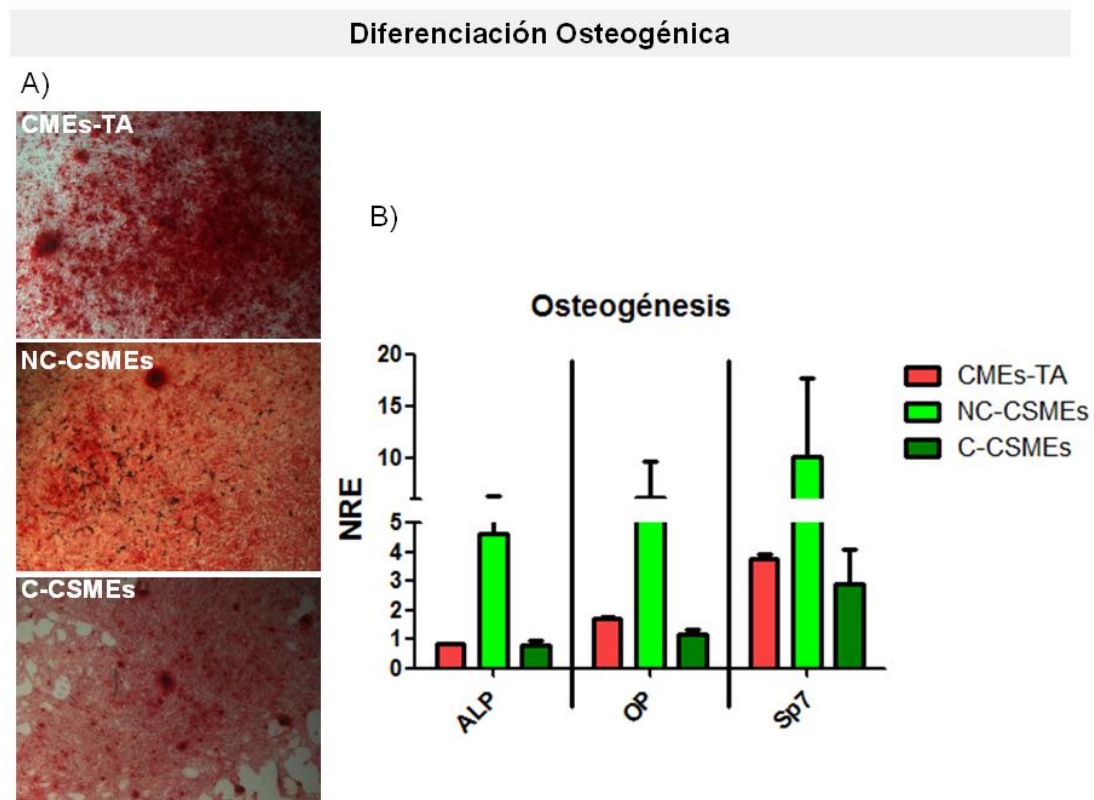 Diferenciación Osteogénica
A)
CMEs-TA
NC-CSMEs
C-CSMEs
B)
Osteogénesis
NRE
20
15
10
5
4
3
2
1
0
ALP
OP
Sp7
CMEs-TA
NC-CSMEs
C-CSMEs